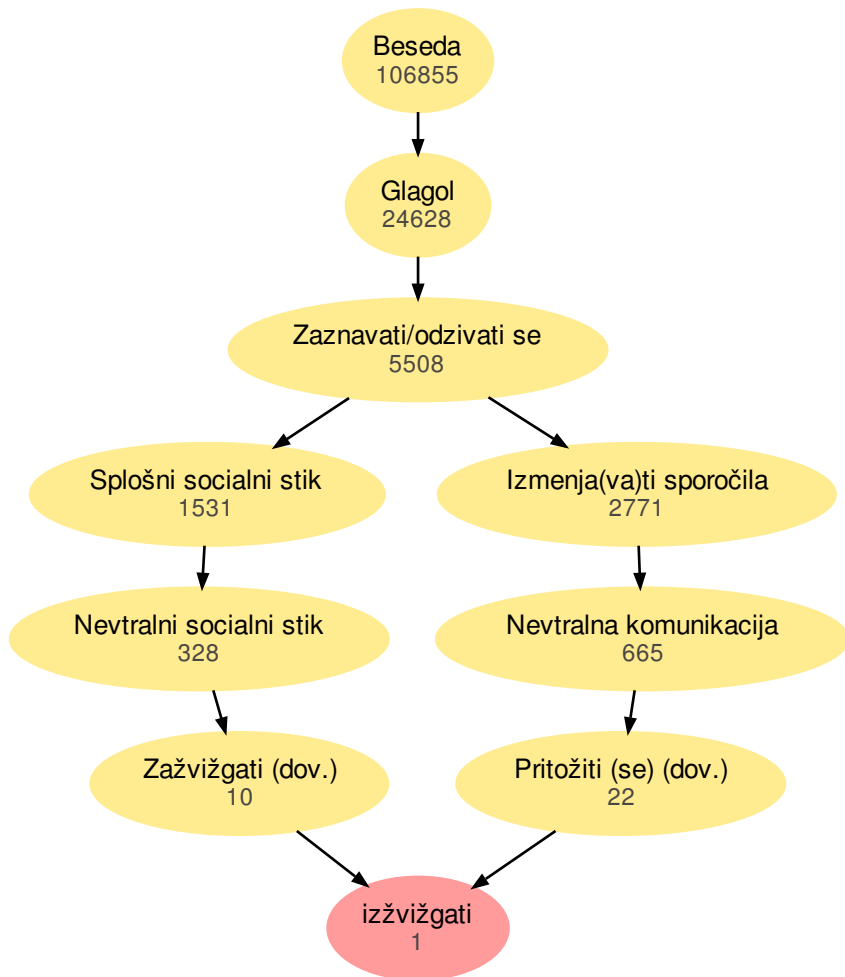 Beseda
106855
Glagol
24628
Zaznavati/odzivati se
5508
Splošni socialni stik
1531
Izmenja(va)ti sporočila
2771
Nevtralni socialni stik
328
Nevtralna komunikacija
665
Zažvižgati (dov.)
10
Pritožiti (se) (dov.)
22
izžvižgati
1